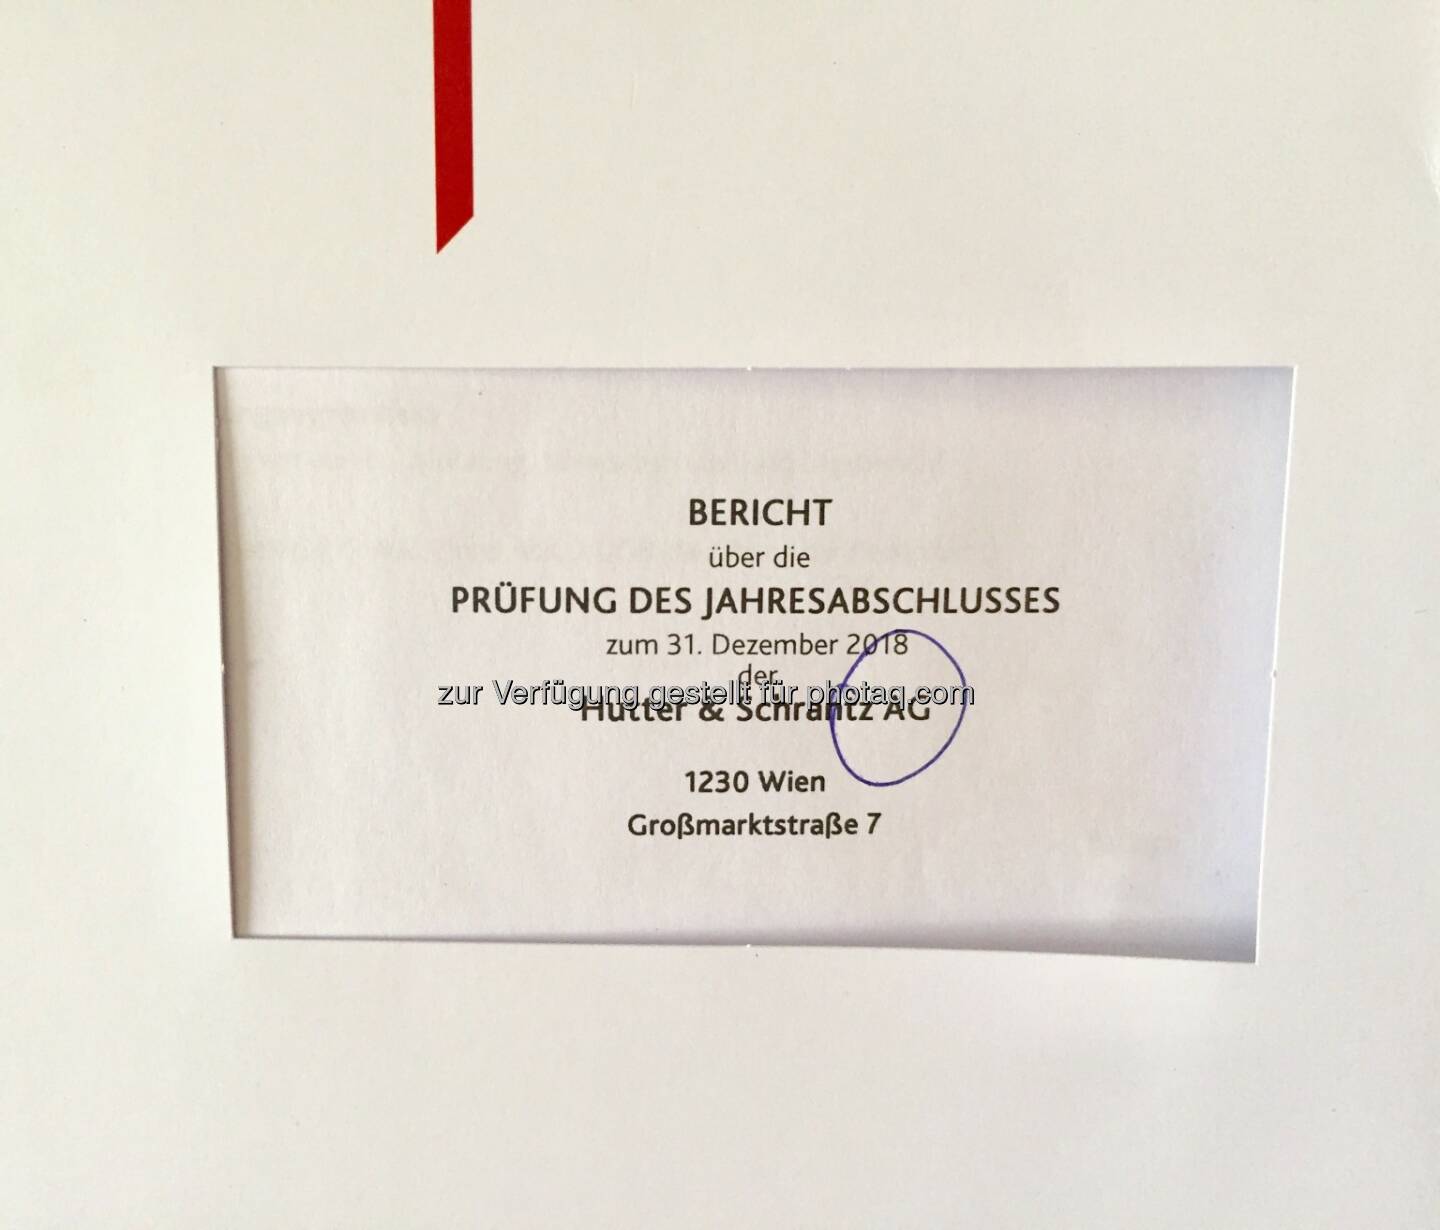 BERICHT
über die
PRÜFUNG DES JAHRESABSCHLUSSES
zum 31. Dezember 2018
der
zur Verfügung gestellt für photaq.com
Hutter & Schrantz AG
1230 Wien
Großmarktstraße 7